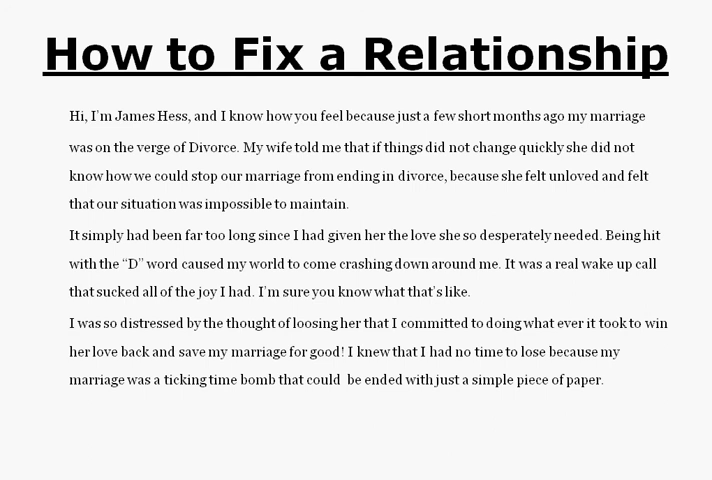 How to Fix a Relationship
Hi, I'm James Hess, and I know how you feel because just a few short months ago my marriage
was on the verge of Divorce. My wife told me that if things did not change quickly she did not
know how we could stop our marriage from ending in divorce, because she felt unloved and felt
that our situation was impossible to maintain.
It simply had been far too long since I had given her the love she so desperately needed. Being hit
with the “D” word caused my world to come crashing down around me. It was a real wake up call
that sucked all of the joy I had. I'm sure you know what that's like.
I was so distressed by the thought of loosing her that I committed to doing what ever it took to win
her love back and save my marriage for good! I knew that I had no time to lose because my
marriage was a ticking time bomb that could  be ended with just a simple piece of paper.